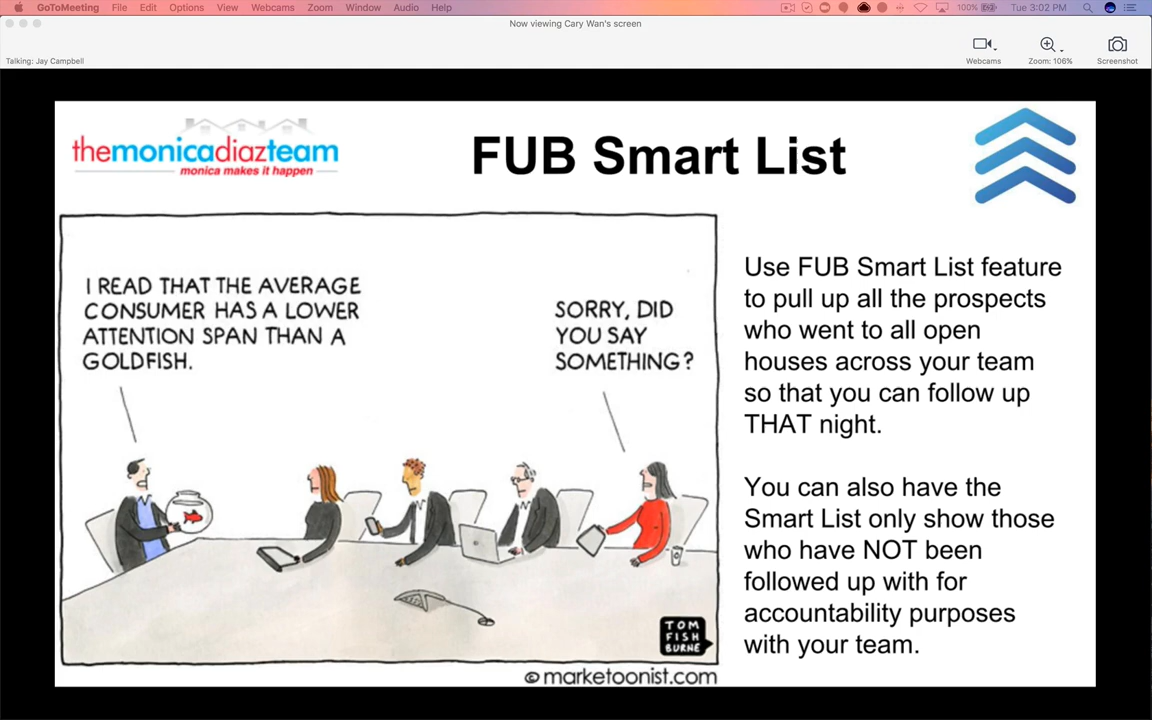 GoToMeeting File Edit Options View Webcams Zoom Window Audio Help 100% Tue 3:02 PM
Now viewing Cary Wan's screen
Talking: Jay Campbell
Webcams Zoom: 106% Screenshot
themonicadiazteam
monica makes it happen
FUB Smart List
I READ THAT THE AVERAGE
CONSUMER HAS A LOWER
ATTENTION SPAN THAN A
GOLDFISH.
SORRY, DID
YOU SAY
SOMETHING?
TOM
FISH
BURNE
© marketoonist.com
Use FUB Smart List feature
to pull up all the prospects
who went to all open
houses across your team
so that you can follow up
THAT night.
You can also have the
Smart List only show those
who have NOT been
followed up with for
accountability purposes
with your team.